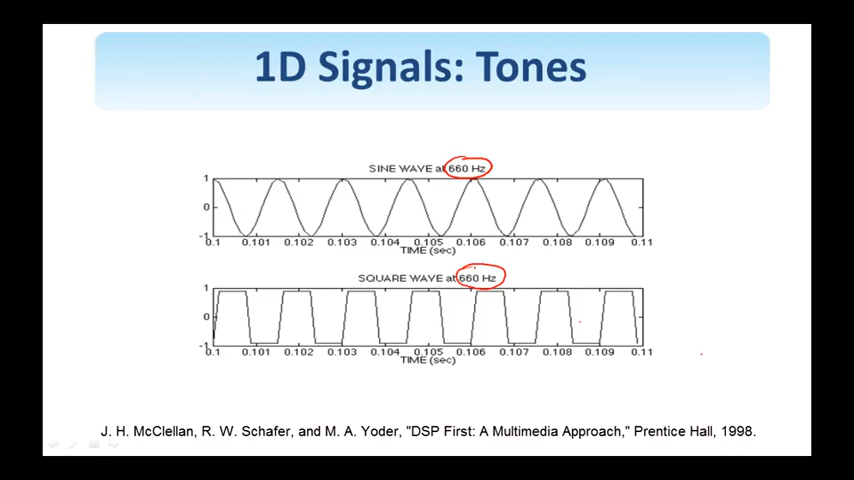 1D Signals: Tones
SINE WAVE at 660 Hz
1
0
-1
0.1 0.101 0.102 0.103 0.104 0.105 0.106 0.107 0.108 0.109 0.11
TIME (sec)
SQUARE WAVE at 660 Hz
1
0
-1
0.1 0.101 0.102 0.103 0.104 0.105 0.106 0.107 0.108 0.109 0.11
TIME (sec)
J. H. McClellan, R. W. Schafer, and M. A. Yoder, "DSP First: A Multimedia Approach," Prentice Hall, 1998.